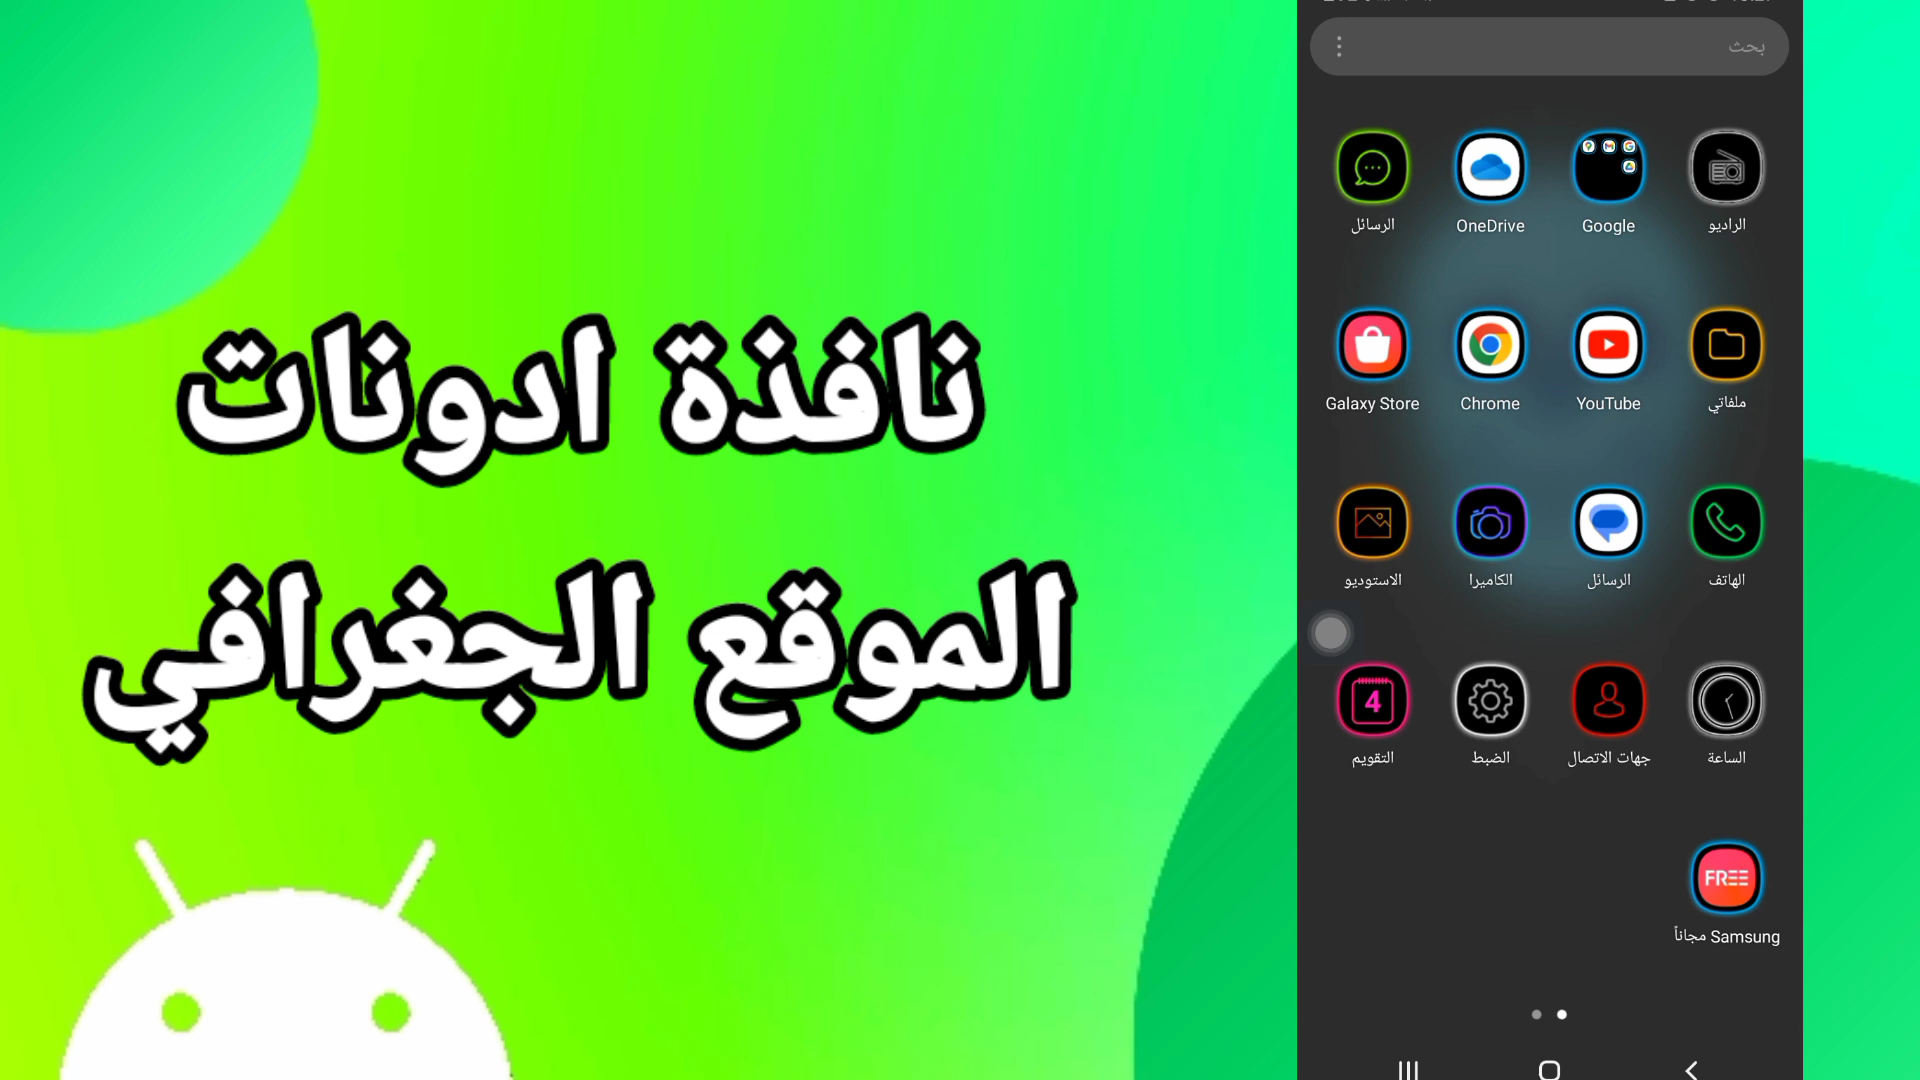 نافذة ادونات
الموقع الجغرافي
بحث
الراديو
Google
OneDrive
الرسائل
ملفاتي
YouTube
Chrome
Galaxy Store
الهاتف
الرسائل
الكاميرا
الاستوديو
الساعة
جهات الاتصال
الضبط
4
التقويم
FREE
Samsung مجاناً